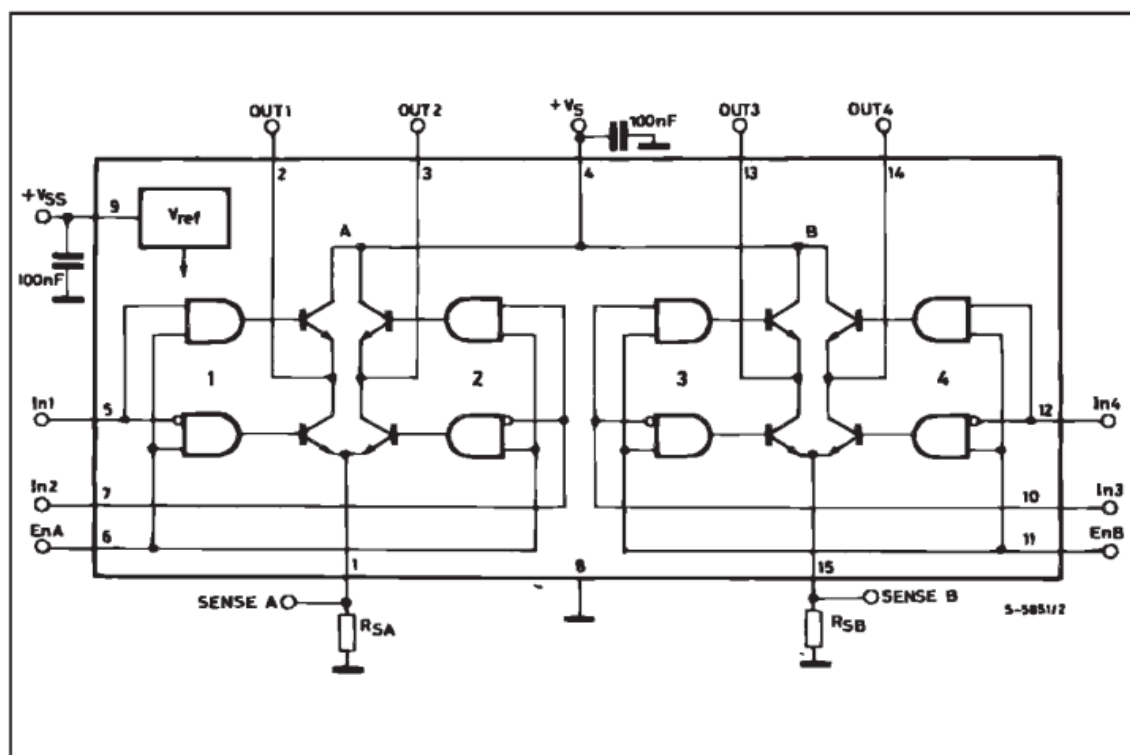 OUT1
OUT2
+VS
100nF
OUT3
OUT4
2
3
4
13
14
+VSS
9
Vref
A
B
100nF
1
2
3
4
In1
5
12
In4
In2
7
10
In3
EnA
6
11
EnB
1
8
15
SENSE A
SENSE B
S-5851/2
RSA
RSB